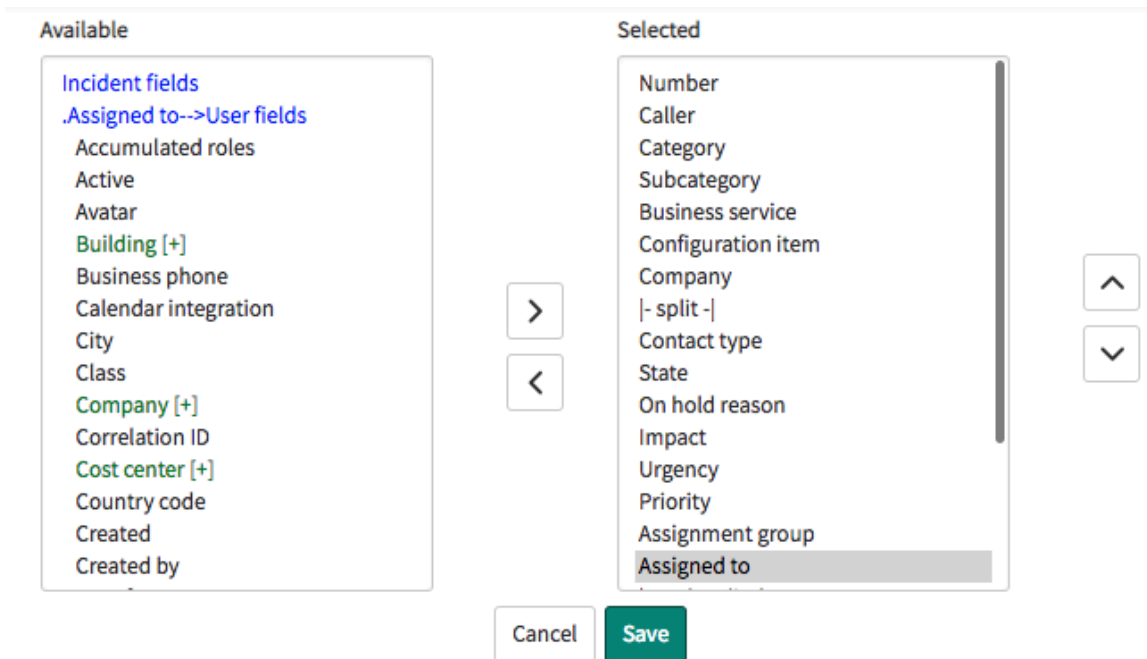 Available
Incident fields
.Assigned to-->User fields
Accumulated roles
Active
Avatar
Building [+]
Business phone
Calendar integration
City
Class
Company [+]
Correlation ID
Cost center [+]
Country code
Created
Created by
Selected
Number
Caller
Category
Subcategory
Business service
Configuration item
Company
|- split -|
Contact type
State
On hold reason
Impact
Urgency
Priority
Assignment group
Assigned to
Cancel
Save